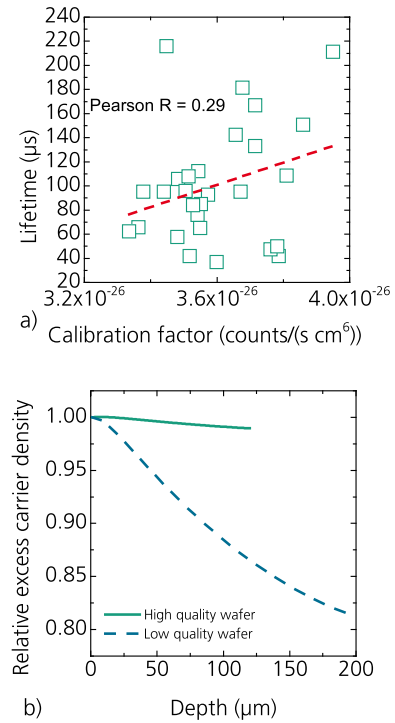 240
220
200
180
160
140
120
100
80
60
40
20
Lifetime (μs)
Pearson R = 0.29
3.2x10⁻²⁶ 3.6x10⁻²⁶ 4.0x10⁻²⁶
a) Calibration factor (counts/(s cm⁶))
1.00
0.95
0.90
0.85
0.80
Relative excess carrier density
High quality wafer
Low quality wafer
0 50 100 150 200
b) Depth (μm)